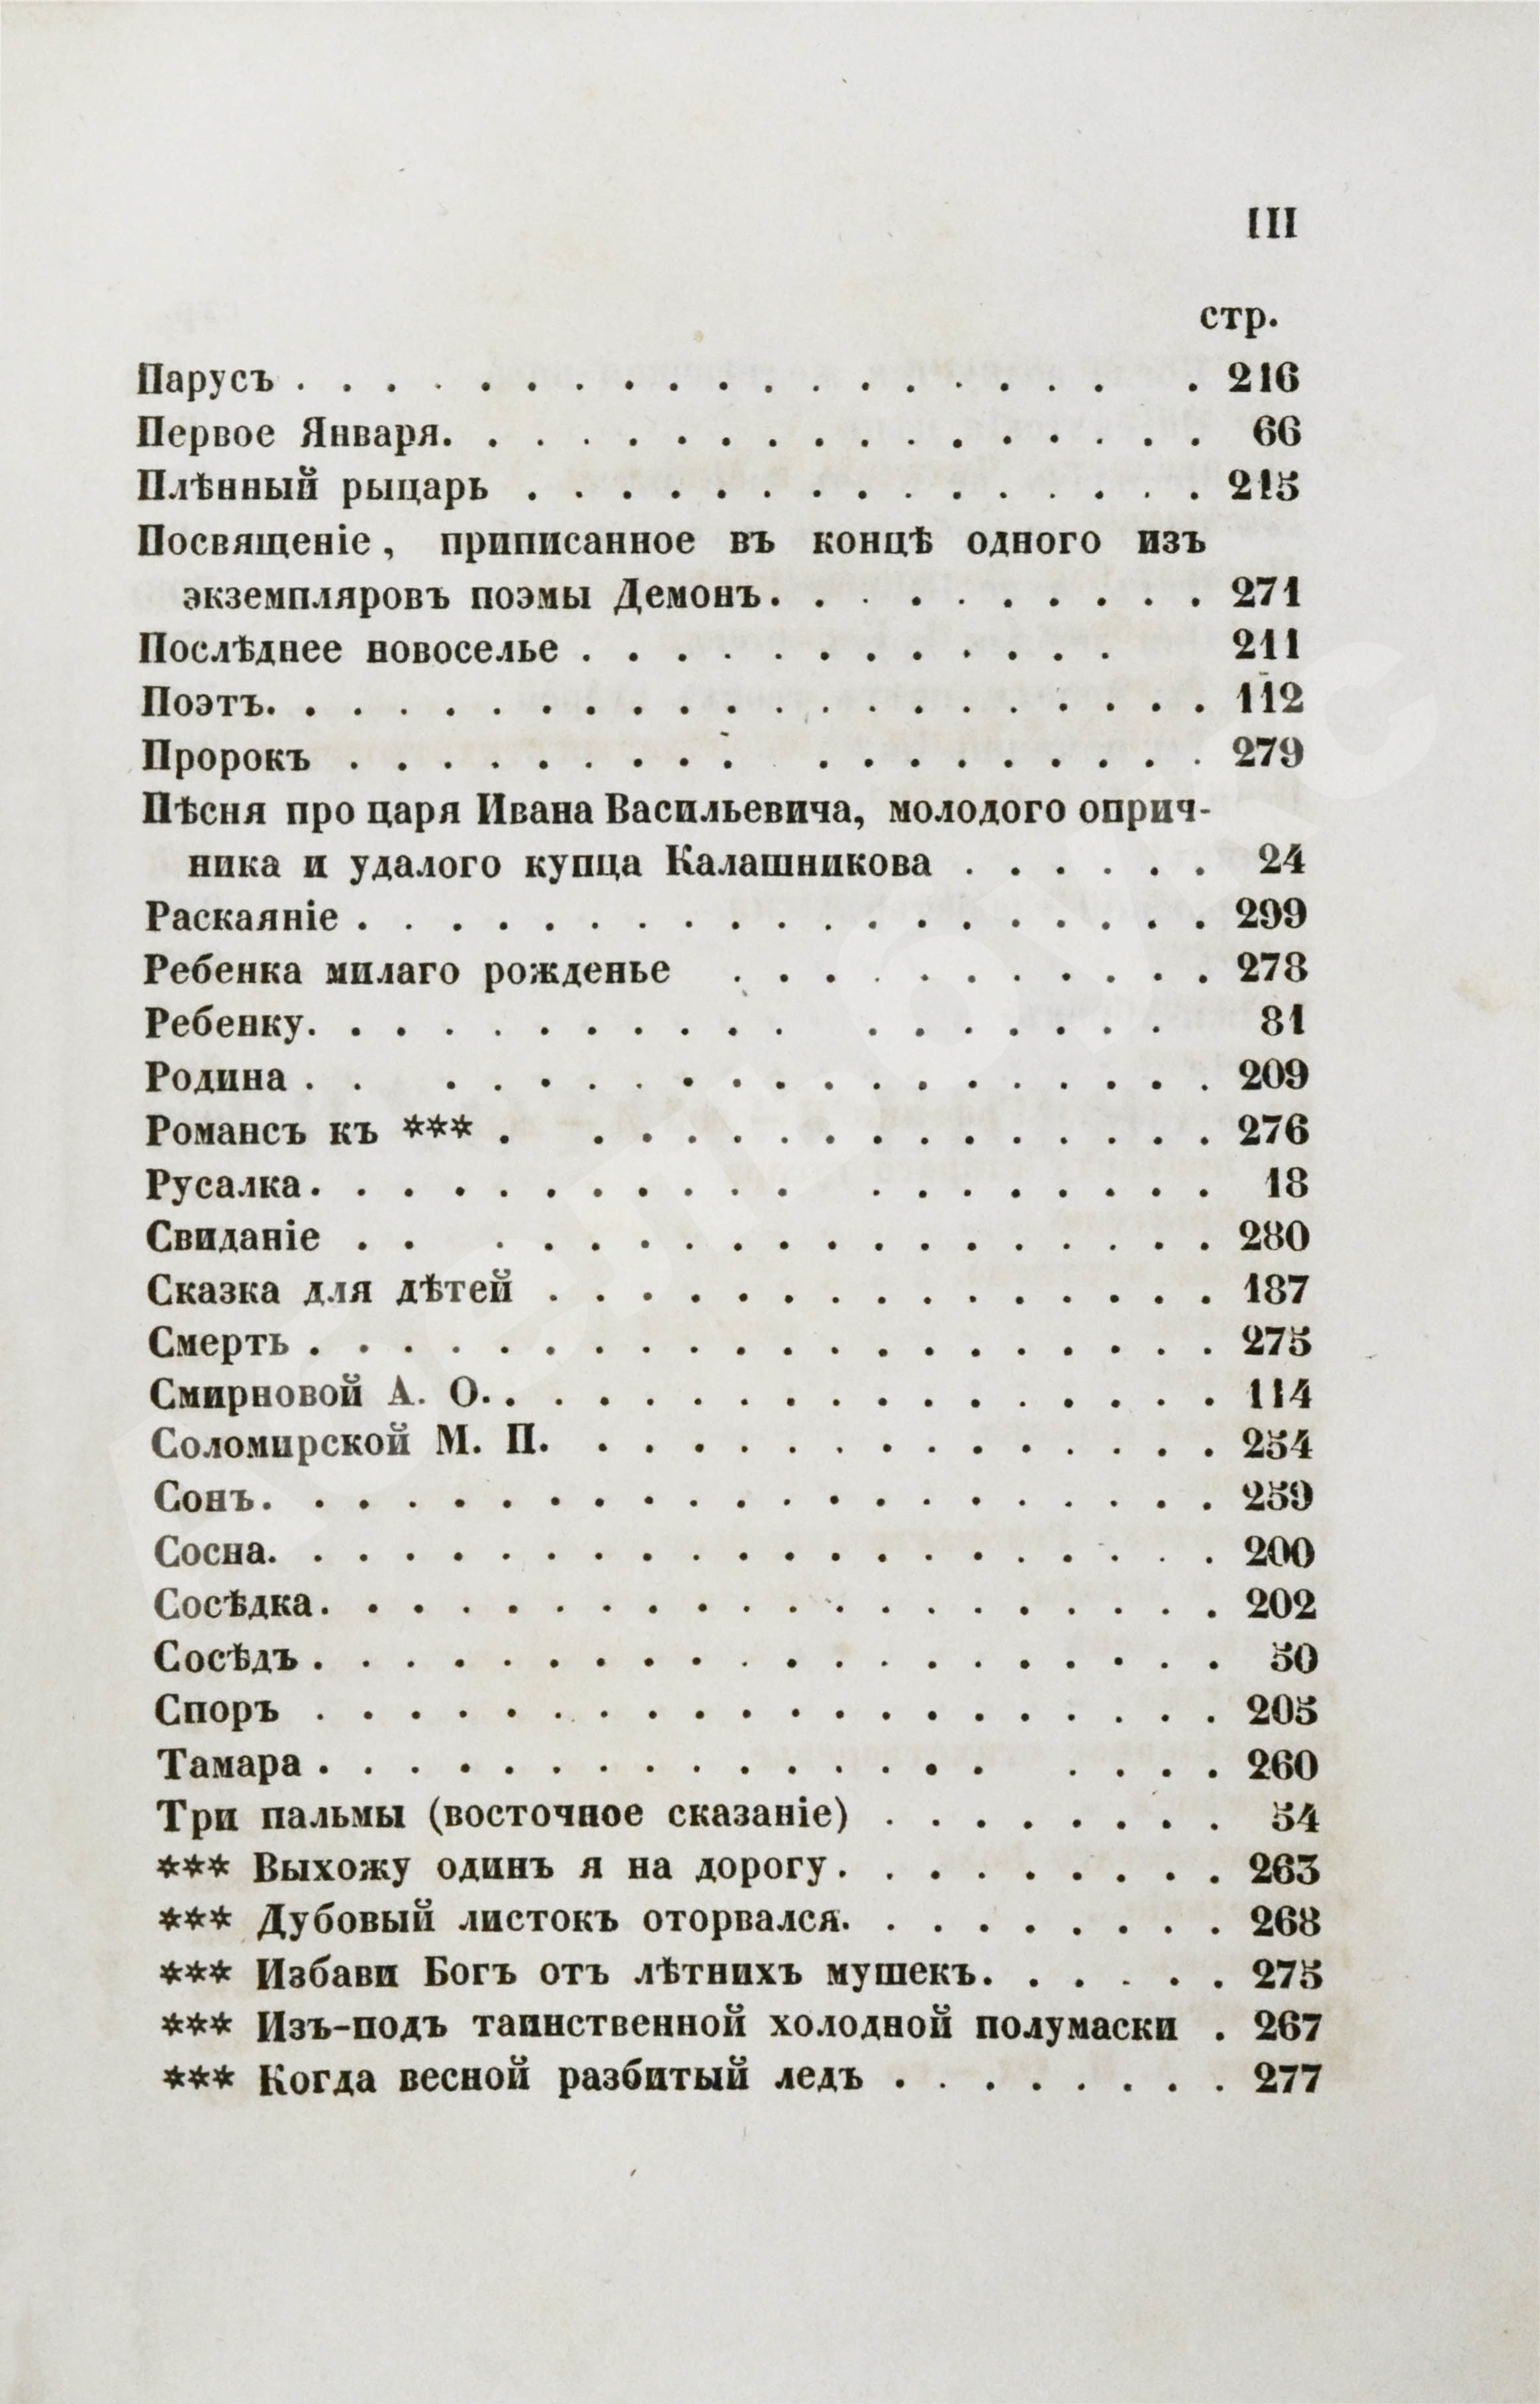 III
стр.
Парусъ . . . . . . . . . . . . . . . . . . . 216
Первое Января. . . . . . . . . . . . . . . . . 66
Плѣнный рыцарь . . . . . . . . . . . . . . . 215
Посвященіе, приписанное въ концѣ одного изъ
экземпляровъ поэмы Демонъ. . . . . . . . . . 271
Послѣднее новоселье . . . . . . . . . . . . 211
Поэтъ. . . . . . . . . . . . . . . . . . . . . 112
Пророкъ . . . . . . . . . . . . . . . . . . 279
Пѣсня про царя Ивана Васильевича, молодого оприч-
ника и удалого купца Калашникова . . . . . . 24
Раскаяніе . . . . . . . . . . . . . . . . . . . 299
Ребенка милаго рожденье . . . . . . . . . . . 278
Ребенку. . . . . . . . . . . . . . . . . . 81
Родина . . . . . . . . . . . . . . . . . . . 209
Романсъ къ *** . . . . . . . . . . . . . . . 276
Русалка. . . . . . . . . . . . . . . . . . . 18
Свиданіе . . . . . . . . . . . . . . . . . . 280
Сказка для дѣтей . . . . . . . . . . . . . . . 187
Смерть . . . . . . . . . . . . . . . . . . . . 275
Смирновой А. О. . . . . . . . . . . . . . . . . 114
Соломирской М. П. . . . . . . . . . . . . . . 254
Сонъ. . . . . . . . . . . . . . . . . . . . . 259
Сосна. . . . . . . . . . . . . . . . . . . . . 200
Сосѣдка. . . . . . . . . . . . . . . . . . . . 202
Сосѣдъ . . . . . . . . . . . . . . . . . . . . 50
Споръ . . . . . . . . . . . . . . . . . . . . 205
Тамара . . . . . . . . . . . . . . . . . . . 260
Три пальмы (восточное сказаніе) . . . . . . . . 54
*** Выхожу одинъ я на дорогу. . . . . . . . . 263
*** Дубовый листокъ оторвался. . . . . . . . . 268
*** Избави Богъ отъ лѣтнихъ мушекъ. . . . . . 275
*** Изъ-подъ таинственной холодной полумаски . 267
*** Когда весной разбитый ледъ . . . . . . . . 277